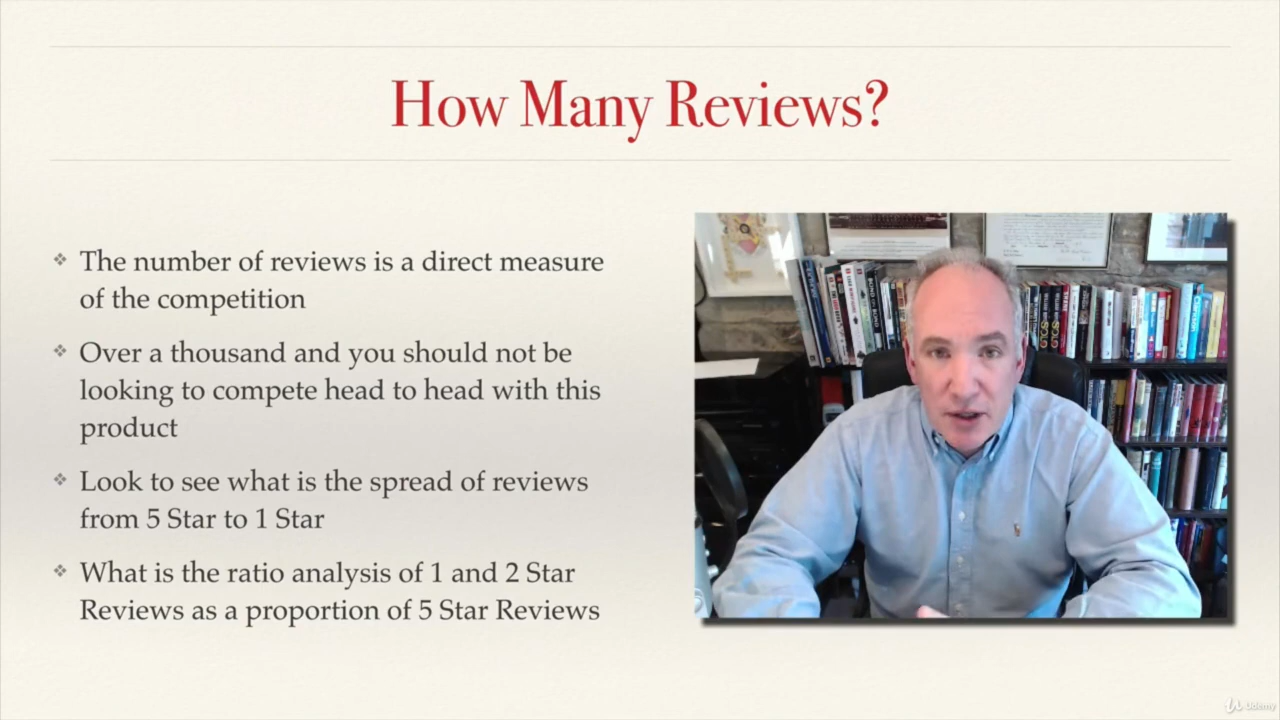 How Many Reviews?
❖ The number of reviews is a direct measure
of the competition
❖ Over a thousand and you should not be
looking to compete head to head with this
product
❖ Look to see what is the spread of reviews
from 5 Star to 1 Star
❖ What is the ratio analysis of 1 and 2 Star
Reviews as a proportion of 5 Star Reviews
Udemy